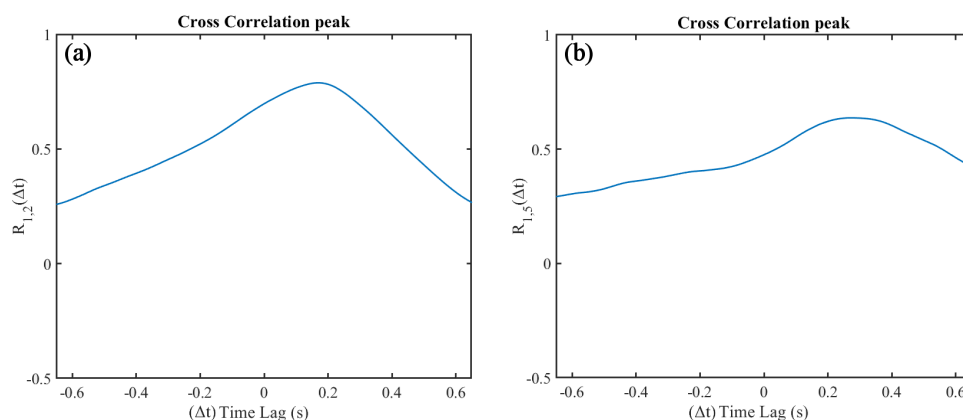 Cross Correlation peak
(a)
1
0.5
0
-0.5
R1,2(Δt)
-0.6 -0.4 -0.2 0 0.2 0.4 0.6
(Δt) Time Lag (s)
Cross Correlation peak
(b)
1
0.5
0
-0.5
R1,5(Δt)
-0.6 -0.4 -0.2 0 0.2 0.4 0.6
(Δt) Time Lag (s)